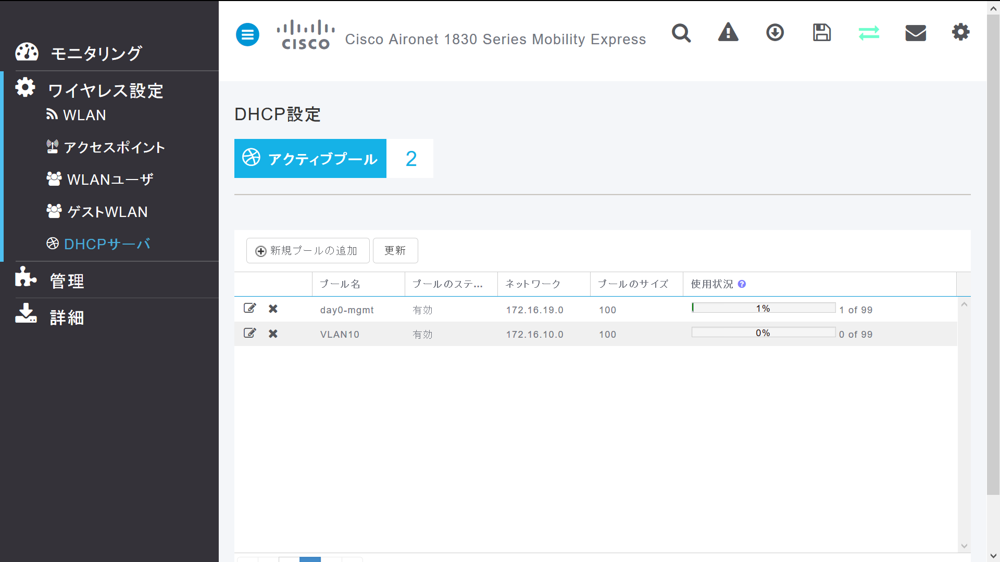 モニタリング
ワイヤレス設定
WLAN
アクセスポイント
WLANユーザ
ゲストWLAN
DHCPサーバ
管理
詳細
CISCO
Cisco Aironet 1830 Series Mobility Express
DHCP設定
アクティブプール 2
新規プールの追加 更新
プール名 プールのステ... ネットワーク プールのサイズ 使用状況
day0-mgmt 有効 172.16.19.0 100 1% 1 of 99
VLAN10 有効 172.16.10.0 100 0% 0 of 99